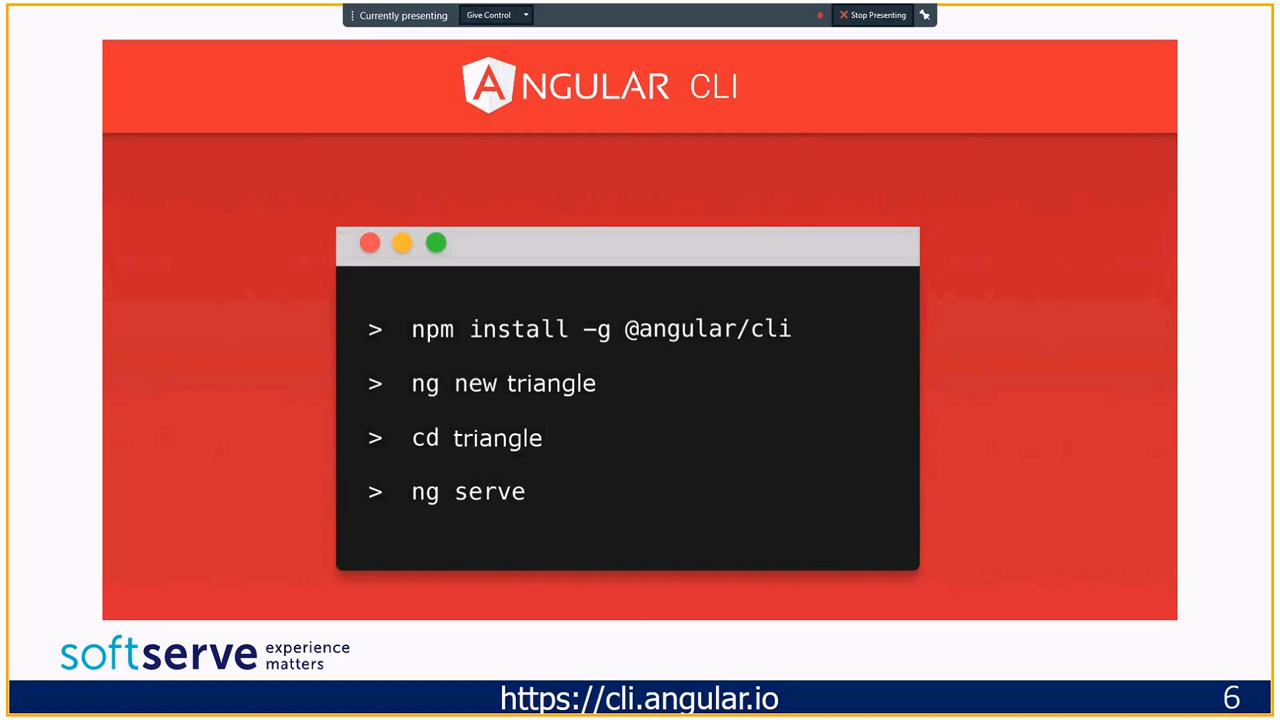 Currently presenting Give Control Stop Presenting
ANGULAR CLI
> npm install -g @angular/cli
> ng new triangle
> cd triangle
> ng serve
softserve experience matters
https://cli.angular.io 6